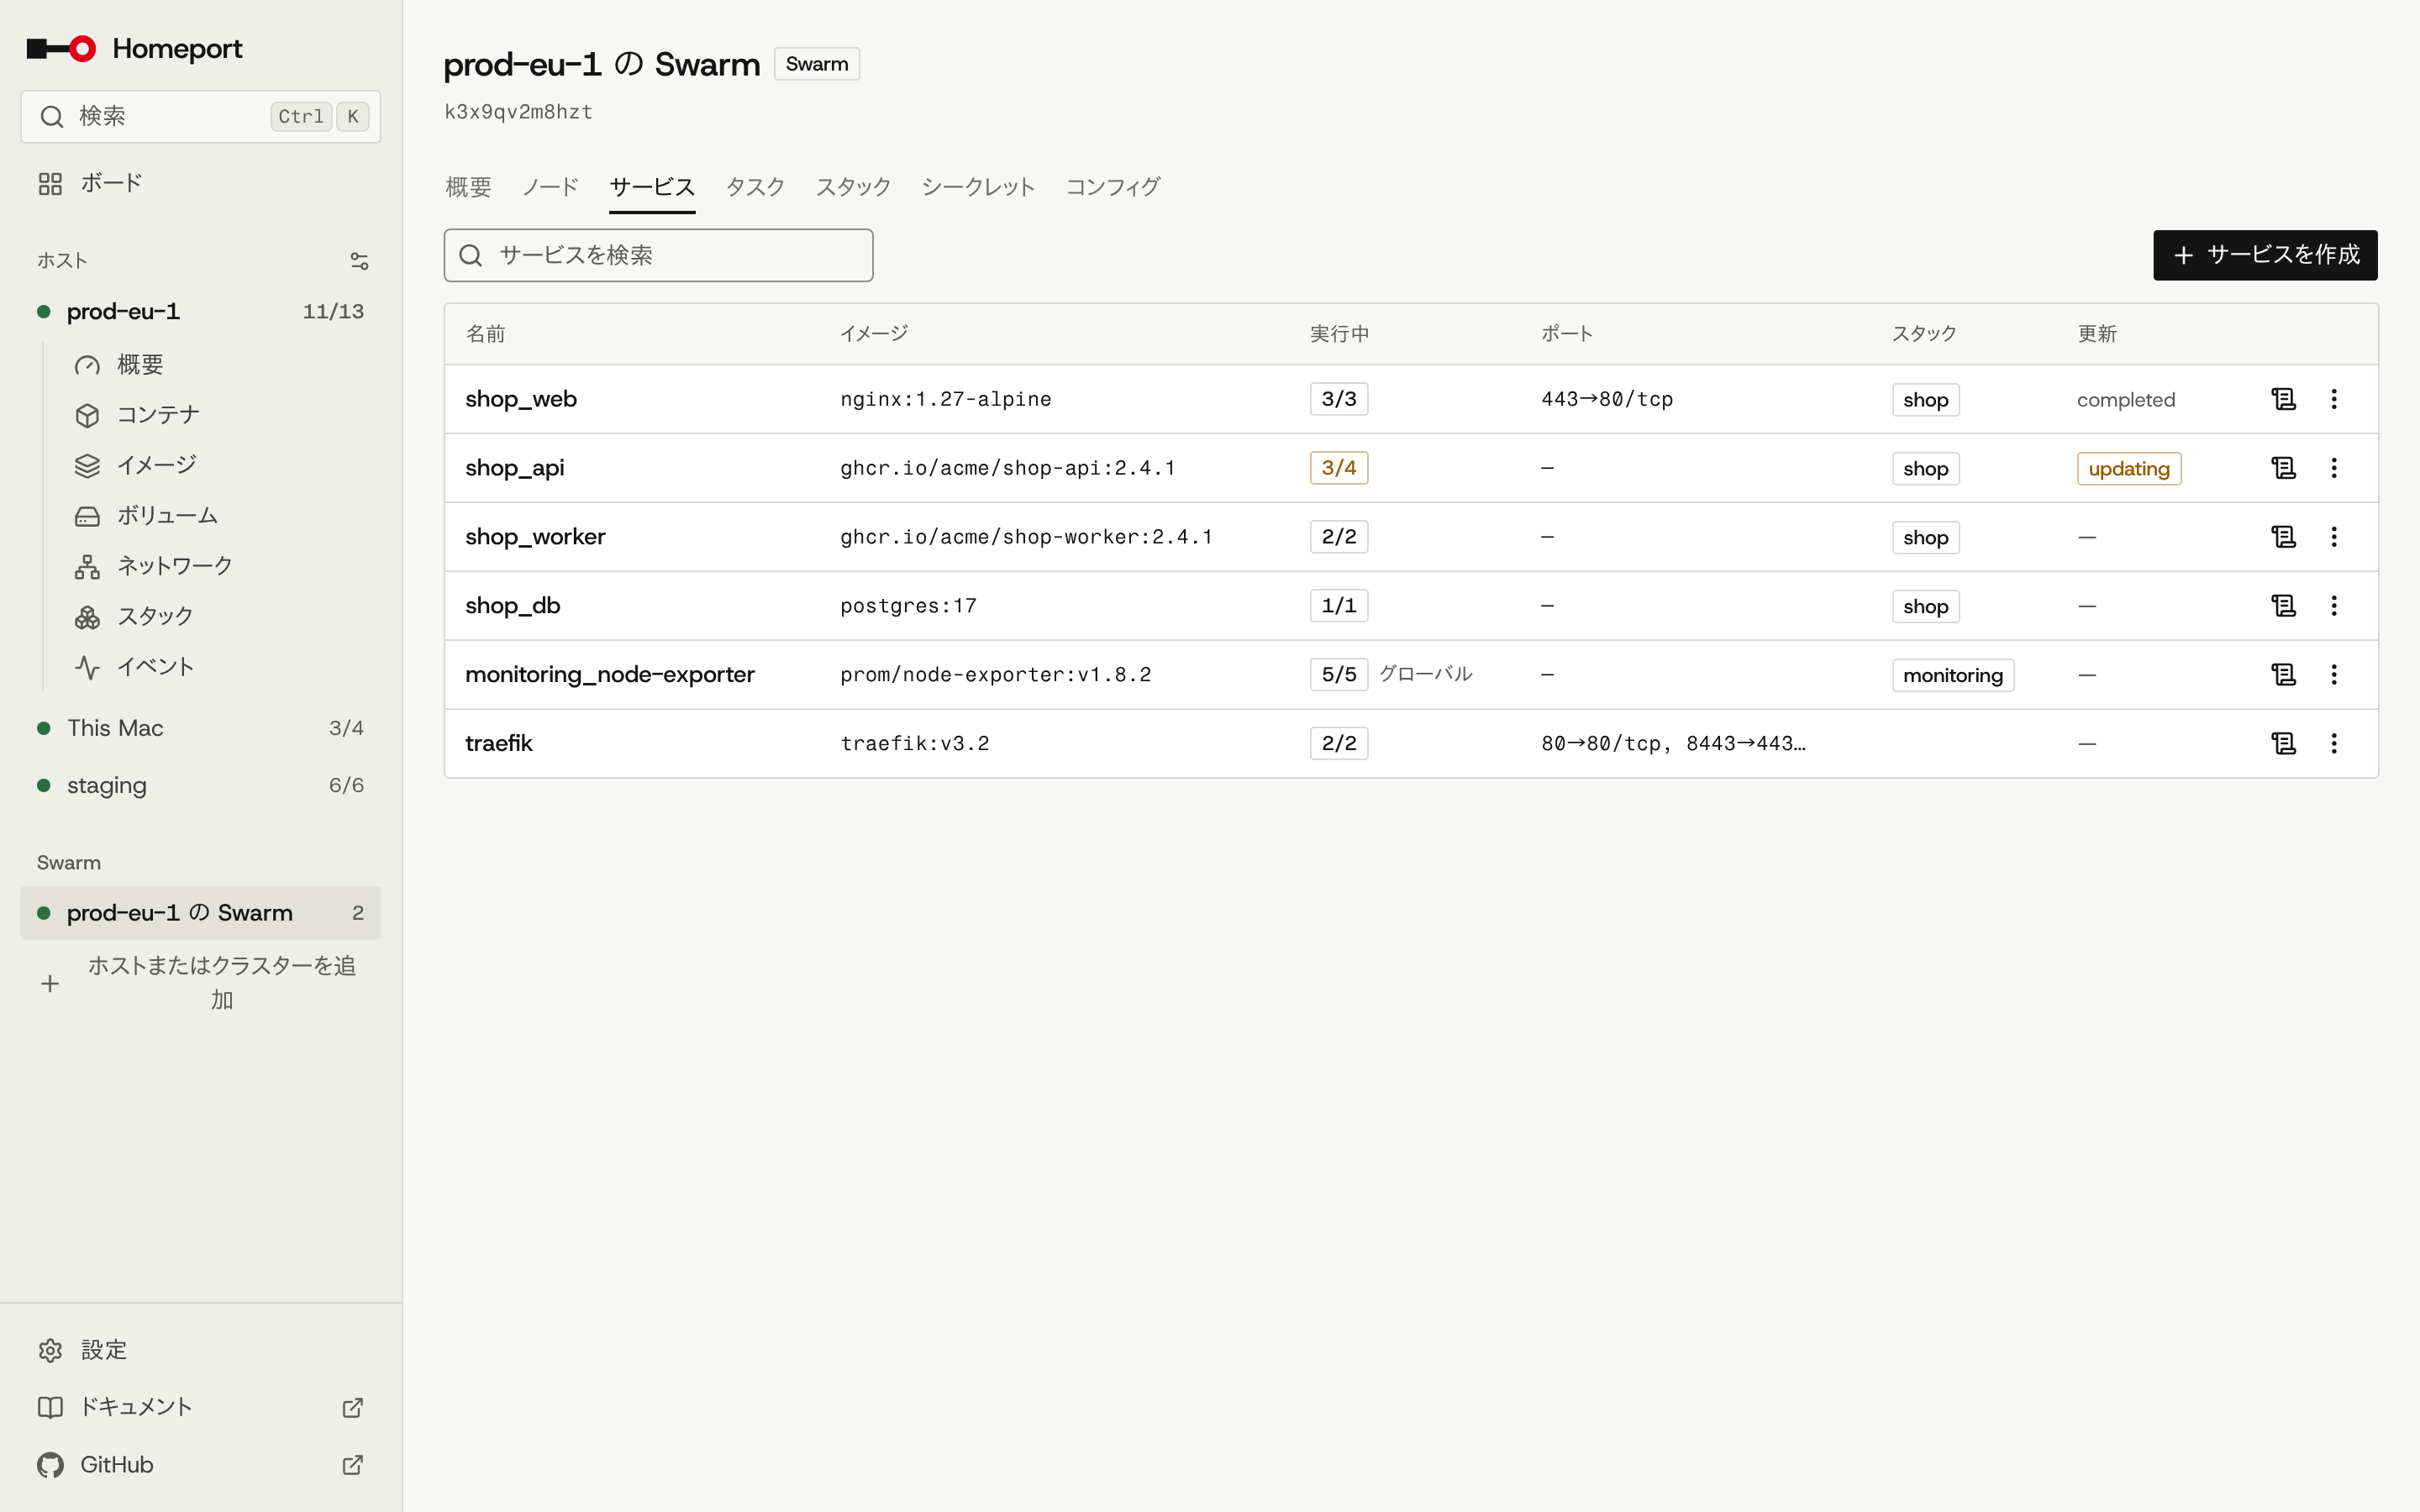 Homeport
検索 Ctrl K
ボード
ホスト
prod-eu-1 11/13
概要
コンテナ
イメージ
ボリューム
ネットワーク
スタック
イベント
This Mac 3/4
staging 6/6
Swarm
prod-eu-1 の Swarm 2
ホストまたはクラスターを追
加
設定
ドキュメント
GitHub
prod-eu-1 の Swarm Swarm
k3x9qv2m8hzt
概要 ノード サービス タスク スタック シークレット コンフィグ
サービスを検索 サービスを作成
名前 イメージ 実行中 ポート スタック 更新
shop_web nginx:1.27-alpine 3/3 443→80/tcp shop completed
shop_api ghcr.io/acme/shop-api:2.4.1 3/4 — shop updating
shop_worker ghcr.io/acme/shop-worker:2.4.1 2/2 — shop —
shop_db postgres:17 1/1 — shop —
monitoring_node-exporter prom/node-exporter:v1.8.2 5/5 グローバル — monitoring —
traefik traefik:v3.2 2/2 80→80/tcp, 8443→443… —